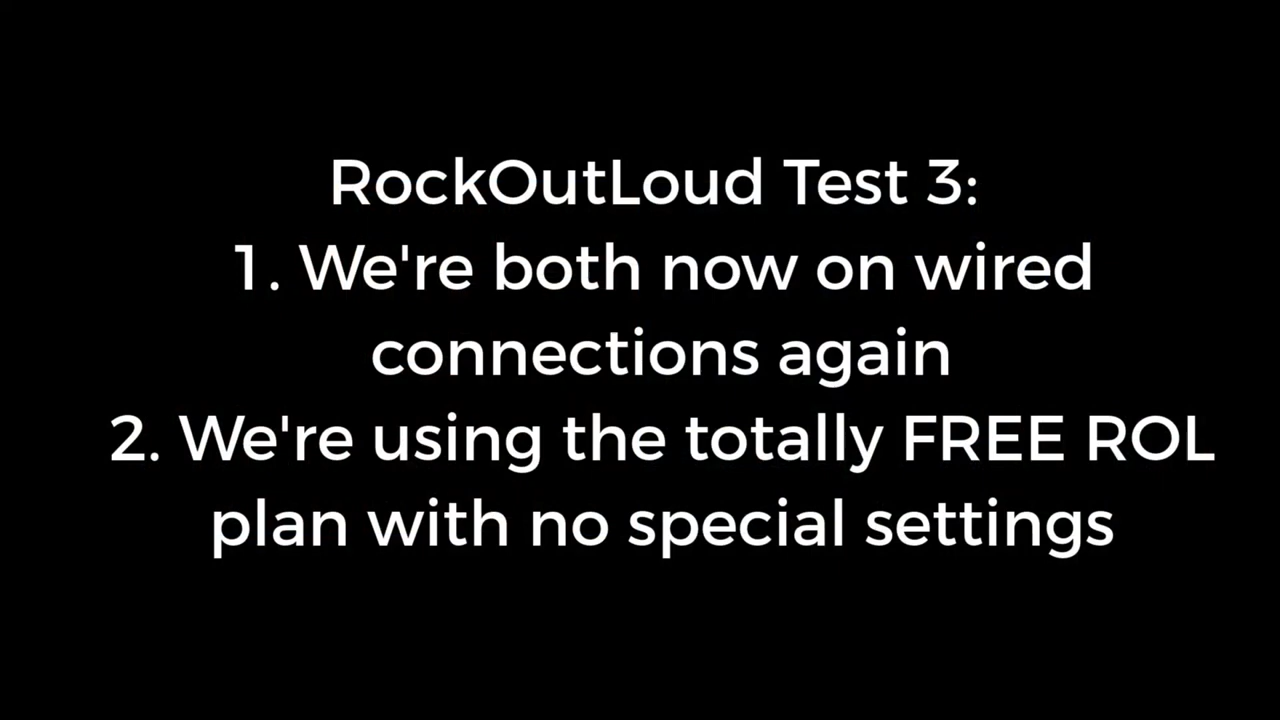 RockOutLoud Test 3:
1. We're both now on wired
connections again
2. We're using the totally FREE ROL
plan with no special settings